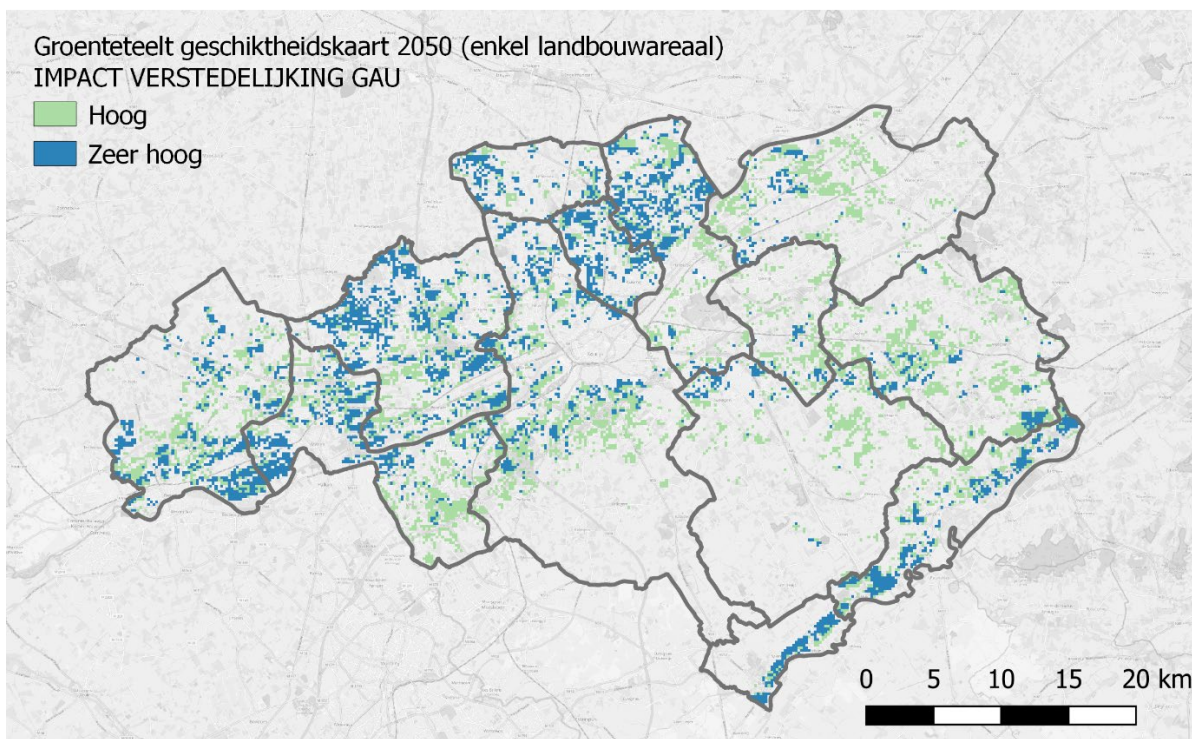 Groenteteelt geschiktheidskaart 2050 (enkel landbouwareaal)
IMPACT VERSTEDELIJKING GAU
Hoog
Zeer hoog
0 5 10 15 20 km